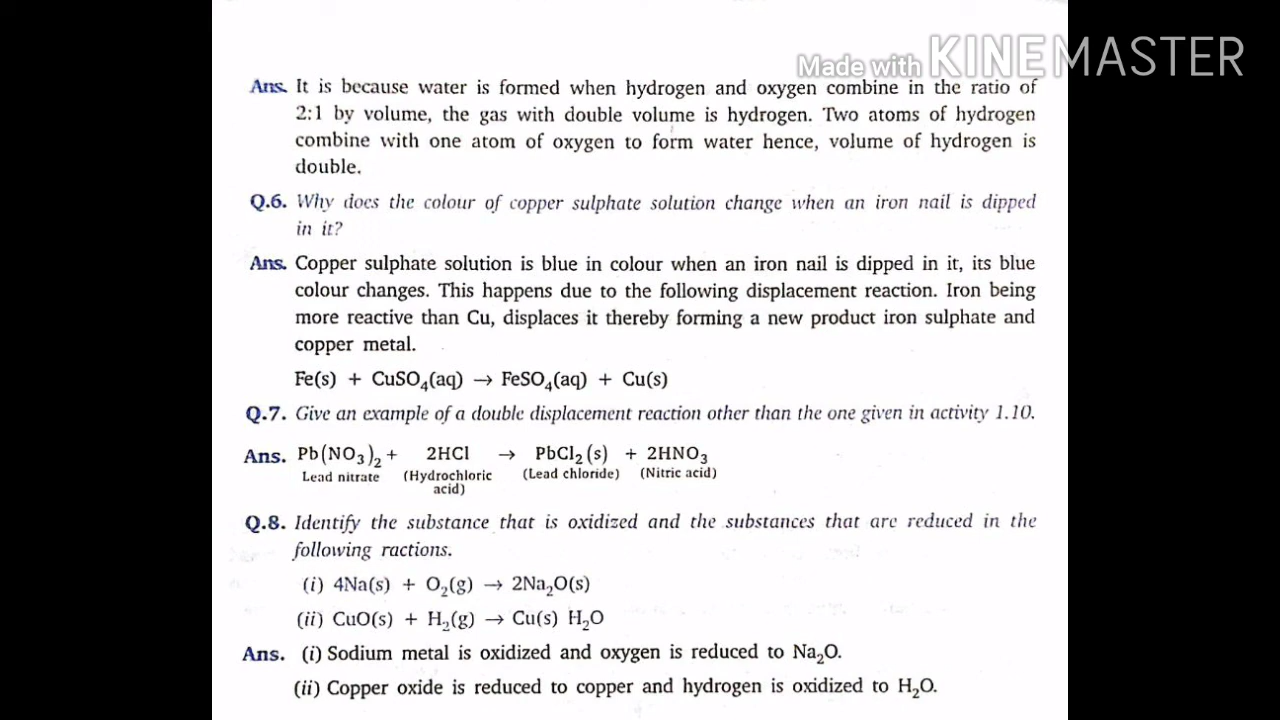 Made with KINEMASTER
Ans. It is because water is formed when hydrogen and oxygen combine in the ratio of
2:1 by volume, the gas with double volume is hydrogen. Two atoms of hydrogen
combine with one atom of oxygen to form water hence, volume of hydrogen is
double.
Q.6. Why does the colour of copper sulphate solution change when an iron nail is dipped
in it?
Ans. Copper sulphate solution is blue in colour when an iron nail is dipped in it, its blue
colour changes. This happens due to the following displacement reaction. Iron being
more reactive than Cu, displaces it thereby forming a new product iron sulphate and
copper metal.
Fe(s) + CuSO₄(aq) → FeSO₄(aq) + Cu(s)
Q.7. Give an example of a double displacement reaction other than the one given in activity 1.10.
Ans. Pb(NO₃)₂ + 2HCl → PbCl₂(s) + 2HNO₃
Lead nitrate (Hydrochloric (Lead chloride) (Nitric acid)
acid)
Q.8. Identify the substance that is oxidized and the substances that are reduced in the
following ractions.
(i) 4Na(s) + O₂(g) → 2Na₂O(s)
(ii) CuO(s) + H₂(g) → Cu(s) H₂O
Ans. (i) Sodium metal is oxidized and oxygen is reduced to Na₂O.
(ii) Copper oxide is reduced to copper and hydrogen is oxidized to H₂O.